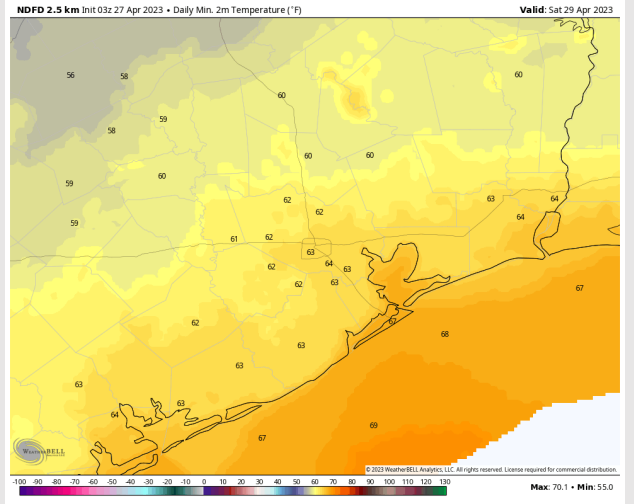 NDFD 2.5 km Init 03z 27 Apr 2023 • Daily Min. 2m Temperature (°F) Valid: Sat 29 Apr 2023
56 58 60
60
59
58
60 60
60
59
62 63 64
62 64
59
61 62
63
62 64 63
62 63
67
62 67
68
63
63
63
63
64
69
67
WeatherBELL
© 2023 WeatherBELL Analytics, LLC. All rights reserved. License required for commercial distribution.
-100 -90 -80 -70 -60 -50 -40 -30 -20 -10 0 10 20 30 40 50 60 70 80 90 100 110 120 130
Max: 70.1 • Min: 55.0